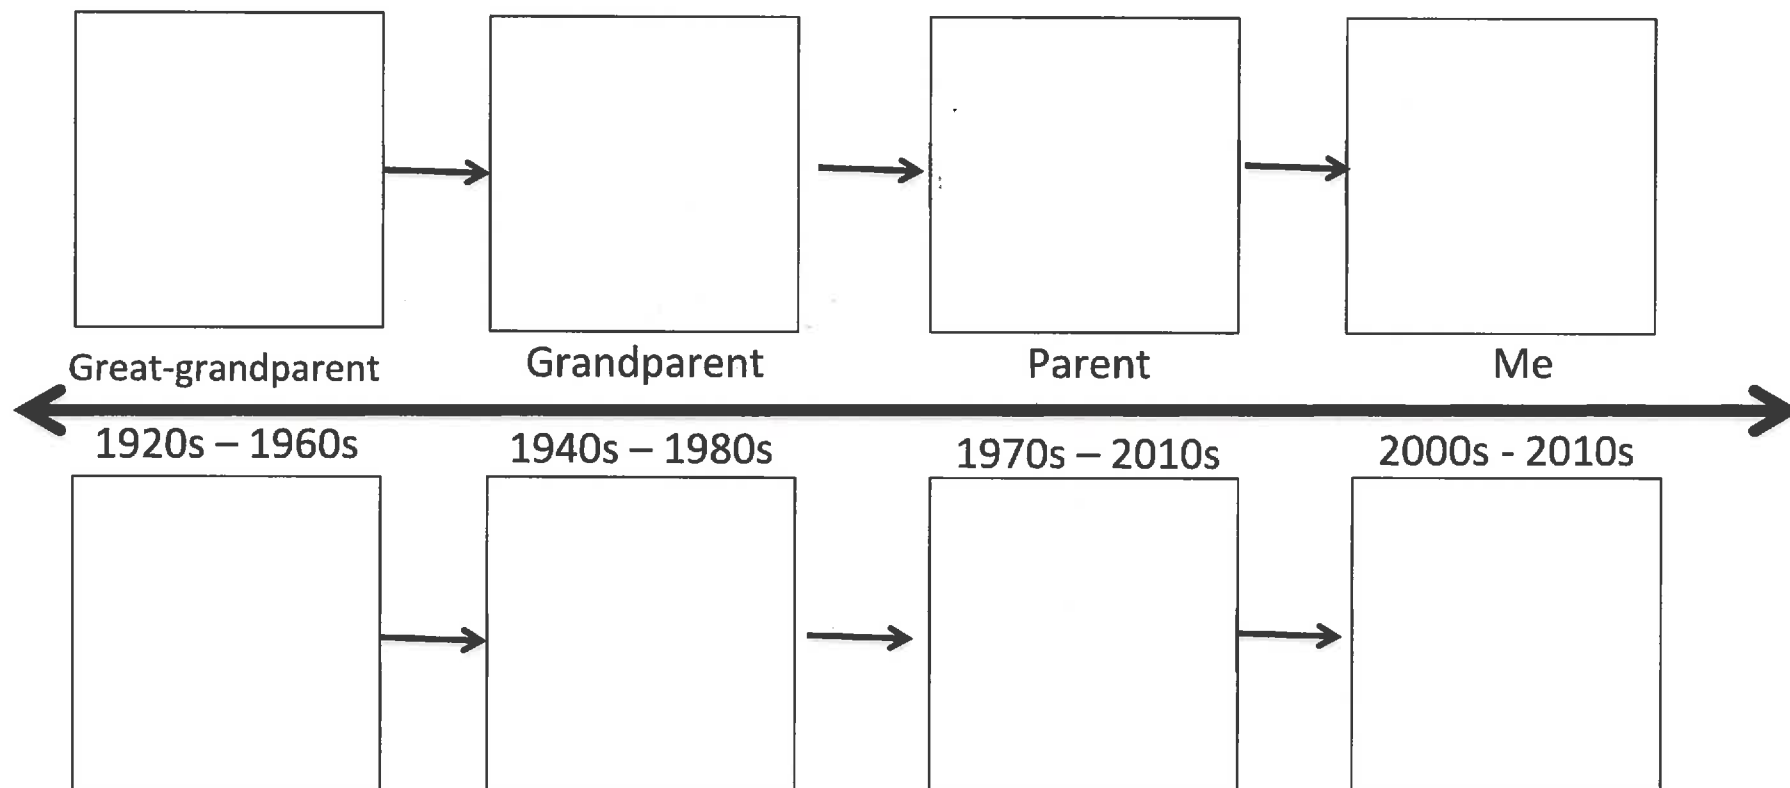 Great-grandparent Grandparent Parent Me
1920s – 1960s 1940s – 1980s 1970s – 2010s 2000s - 2010s